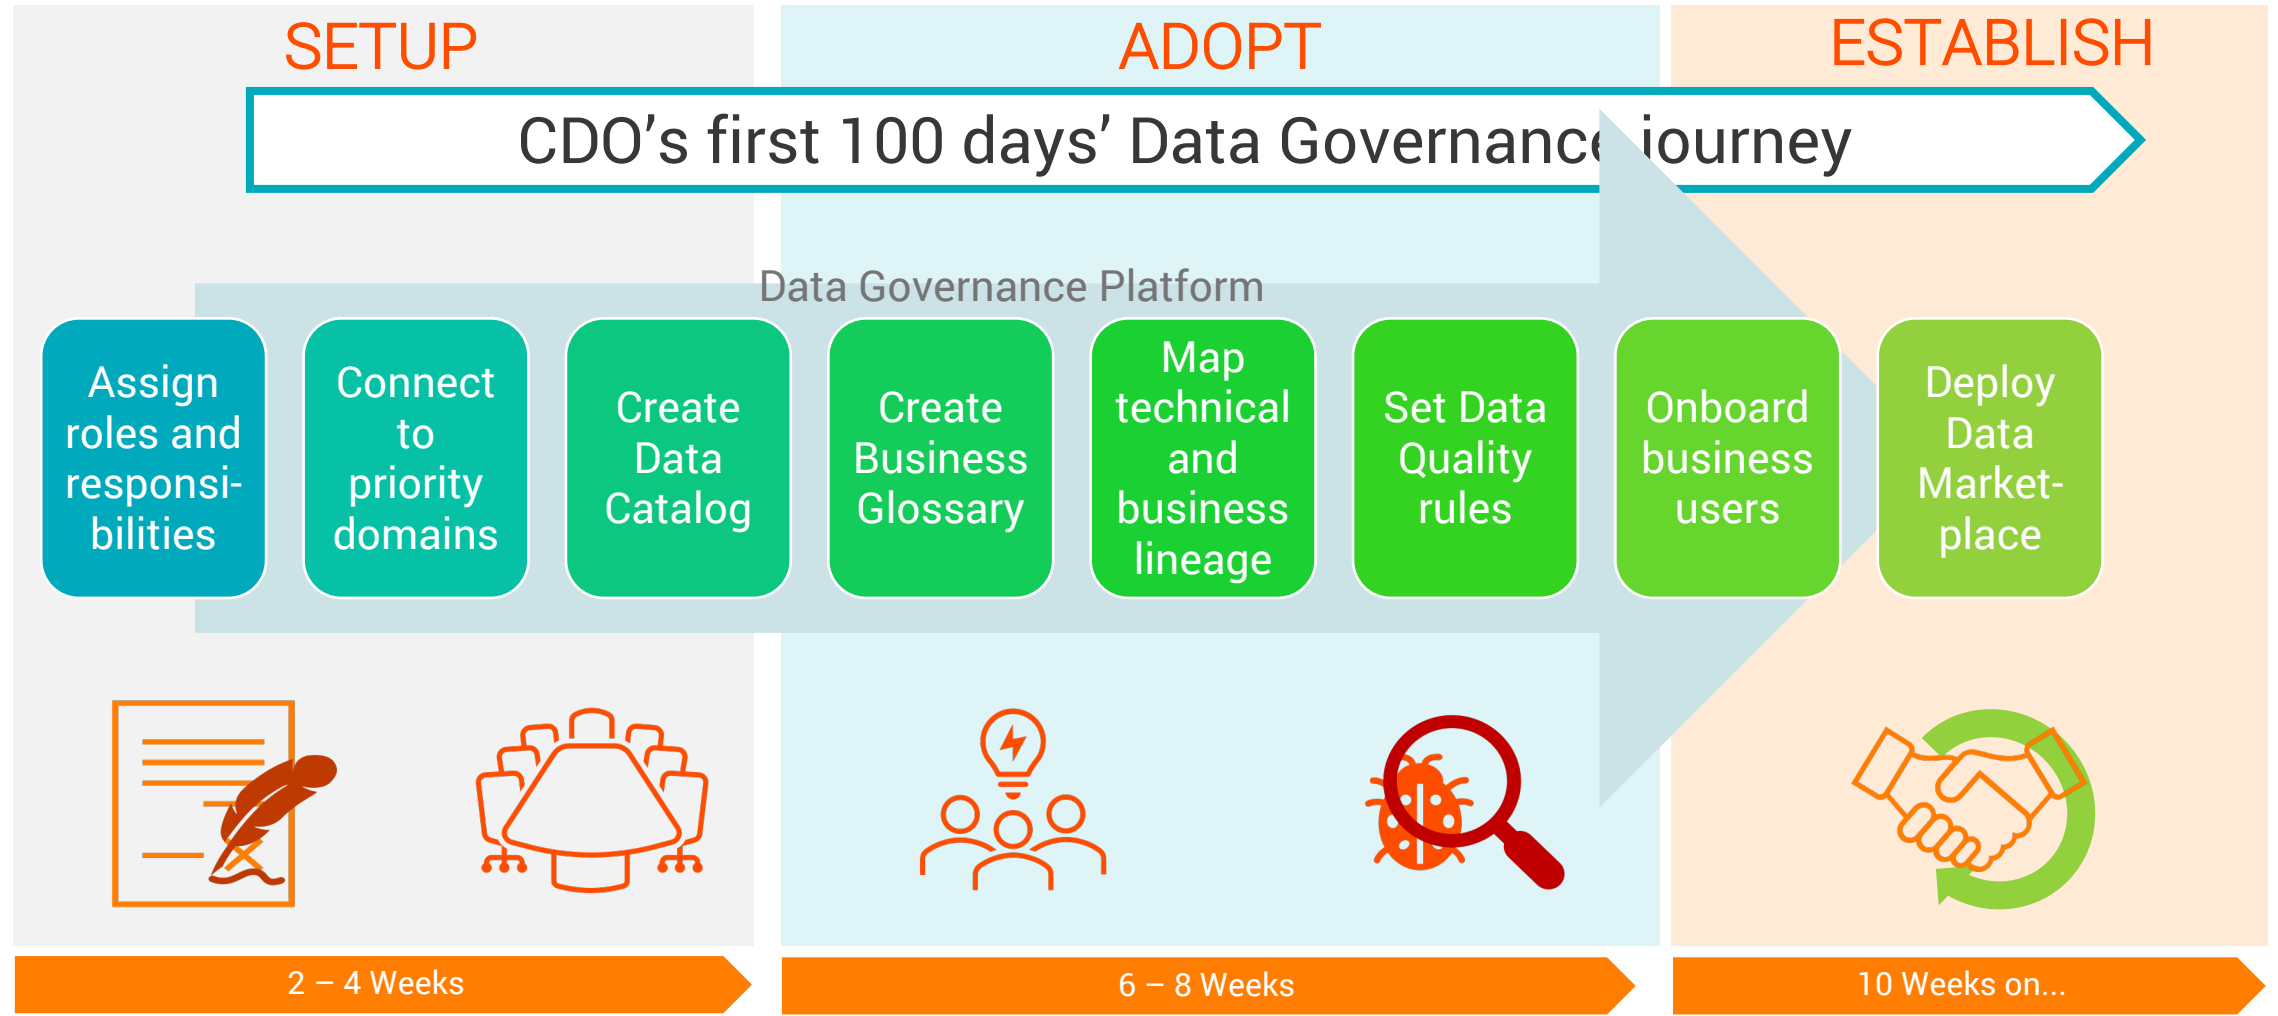 SETUP
ADOPT
ESTABLISH
CDO’s first 100 days’ Data Governance journey
Data Governance Platform
Assign
roles and
responsi-
bilities
Connect
to
priority
domains
Create
Data
Catalog
Create
Business
Glossary
Map
technical
and
business
lineage
Set Data
Quality
rules
Onboard
business
users
Deploy
Data
Market-
place
2 – 4 Weeks
6 – 8 Weeks
10 Weeks on...